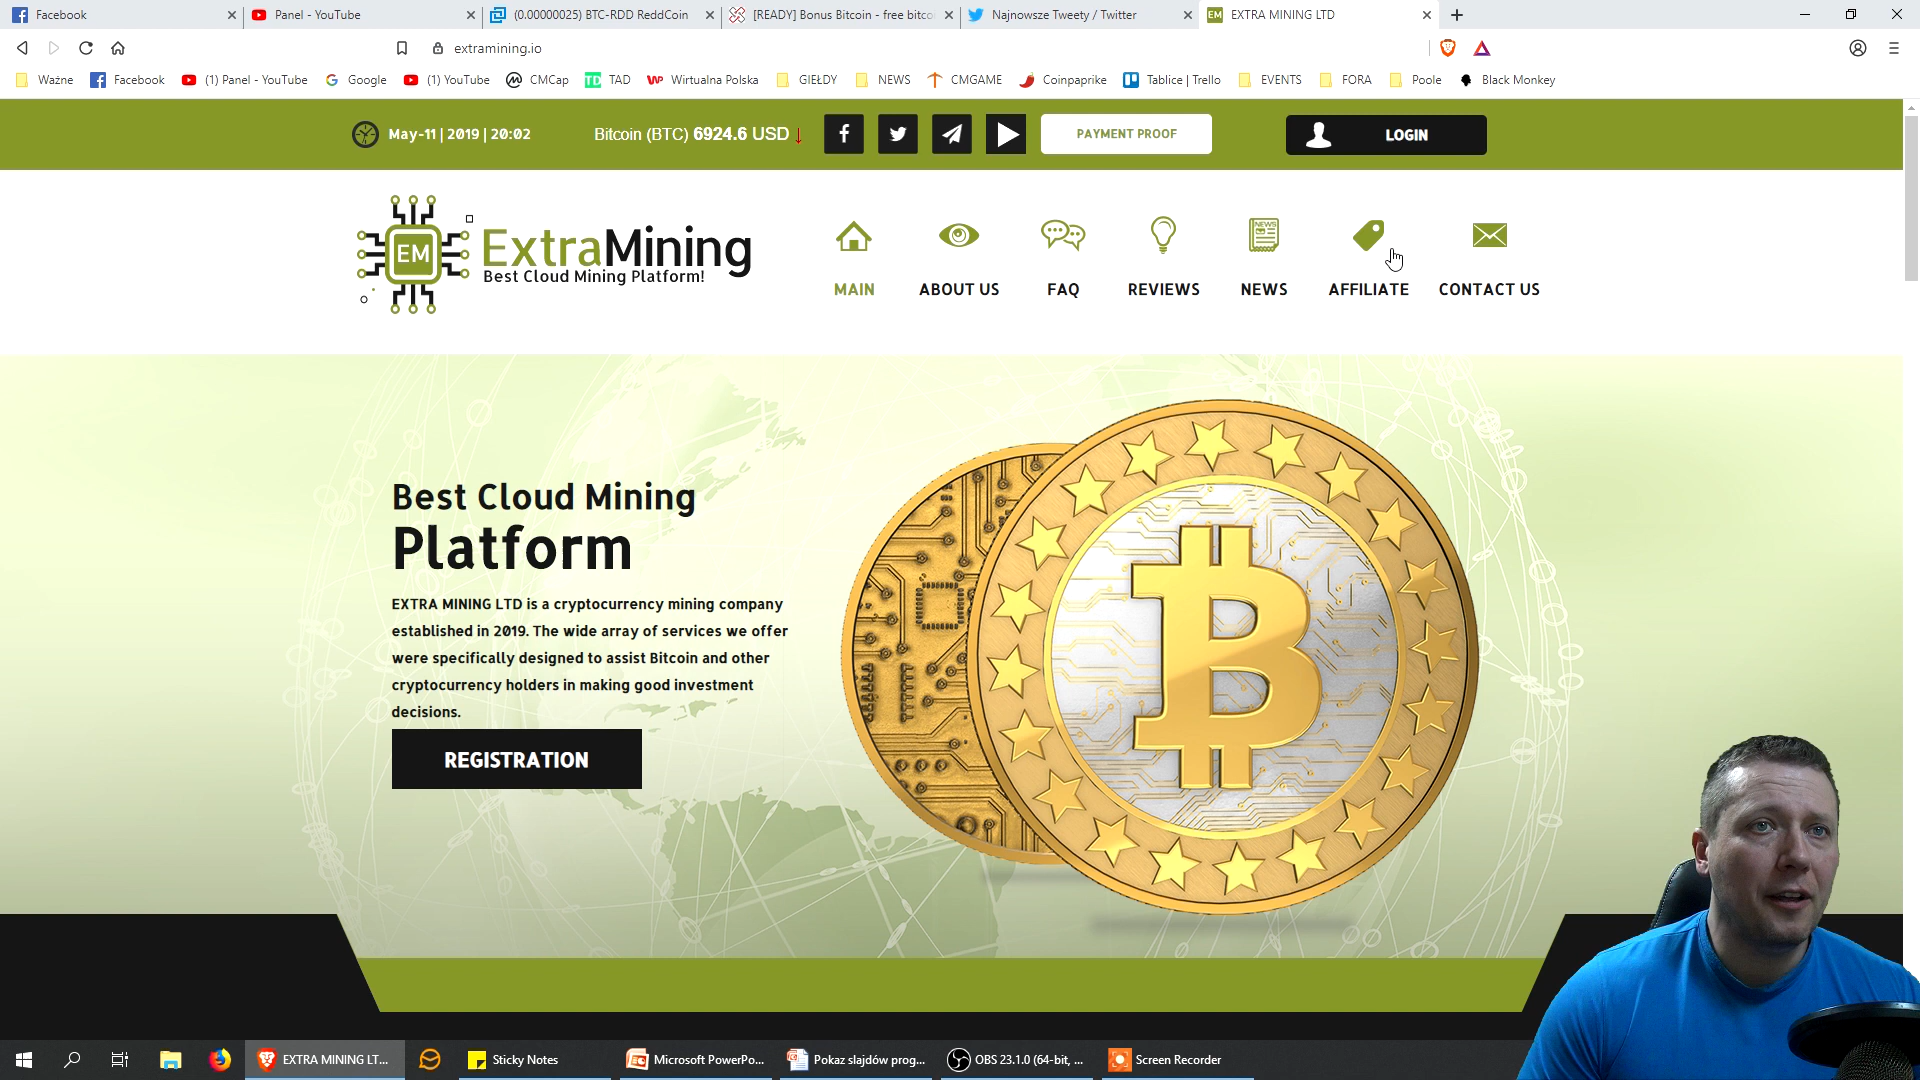 Facebook
Panel - YouTube
(0.00000025) BTC-RDD ReddCoin
[READY] Bonus Bitcoin - free bitco
Najnowsze Tweety / Twitter
EM EXTRA MINING LTD
extramining.io
Ważne
Facebook
(1) Panel - YouTube
Google
(1) YouTube
CMCap
TD TAD
WP Wirtualna Polska
GIEŁDY
NEWS
CMGAME
Coinpaprike
Tablice | Trello
EVENTS
FORA
Poole
Black Monkey
May-11 | 2019 | 20:02
Bitcoin (BTC) 6924.6 USD ↓
PAYMENT PROOF
LOGIN
EM
ExtraMining
Best Cloud Mining Platform!
NEWS
MAIN
ABOUT US
FAQ
REVIEWS
NEWS
AFFILIATE
CONTACT US
Best Cloud Mining
Platform
EXTRA MINING LTD is a cryptocurrency mining company
established in 2019. The wide array of services we offer
were specifically designed to assist Bitcoin and other
cryptocurrency holders in making good investment
decisions.
REGISTRATION
EXTRA MINING LT...
Sticky Notes
Microsoft PowerPo...
Pokaz slajdów prog...
OBS 23.1.0 (64-bit, ...
Screen Recorder